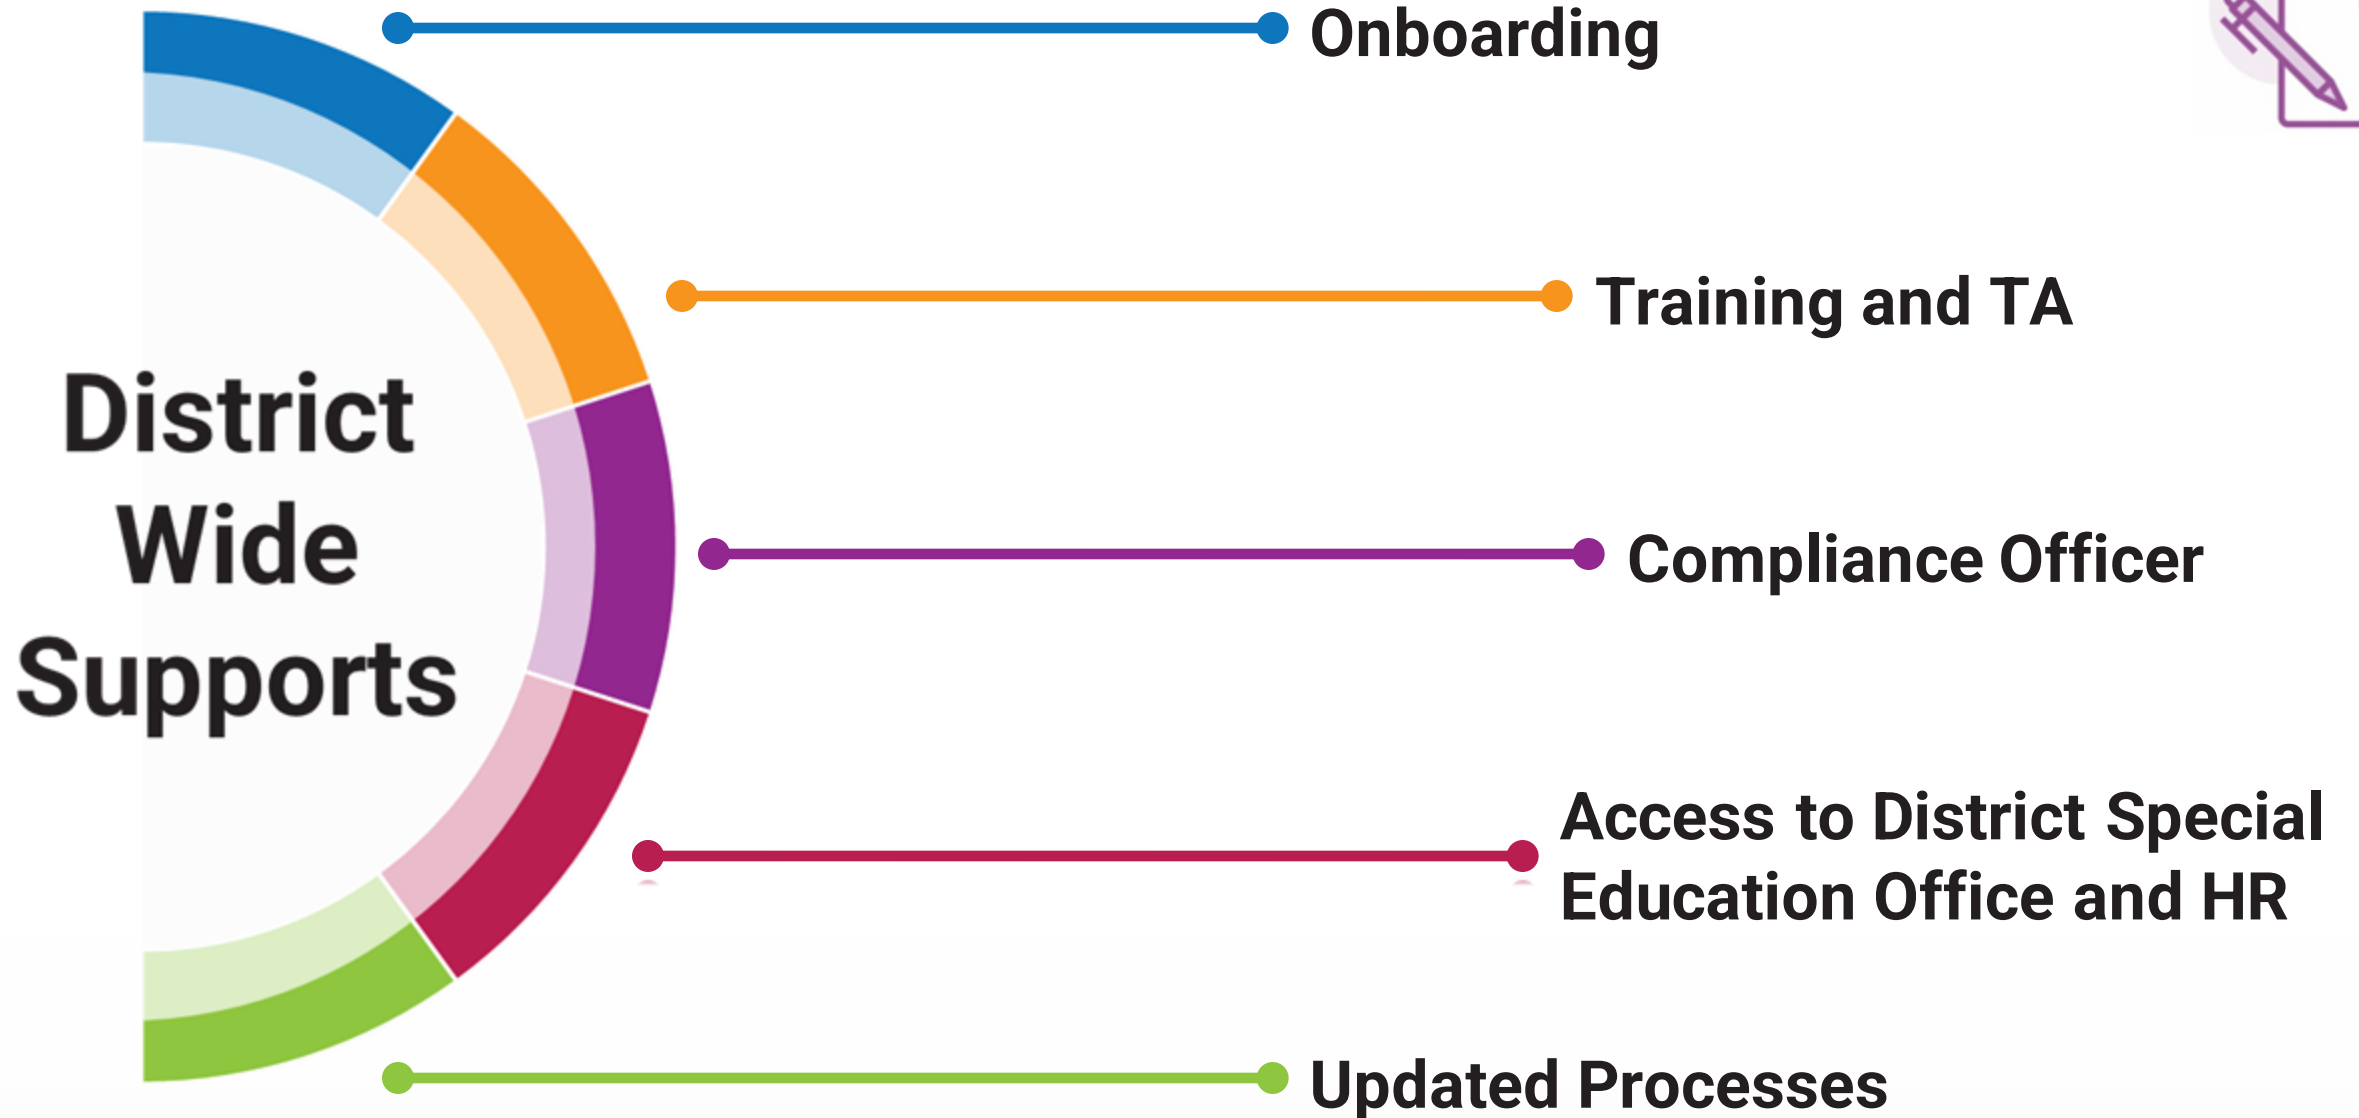 District
Wide
Supports
Onboarding
Training and TA
Compliance Officer
Access to District Special
Education Office and HR
Updated Processes